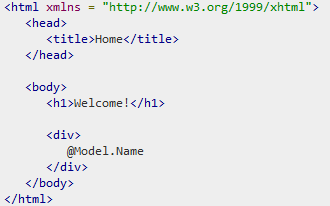 <html xmlns = "http://www.w3.org/1999/xhtml">
<head>
<title>Home</title>
</head>
<body>
<h1>Welcome!</h1>
<div>
@Model.Name
</div>
</body>
</html>